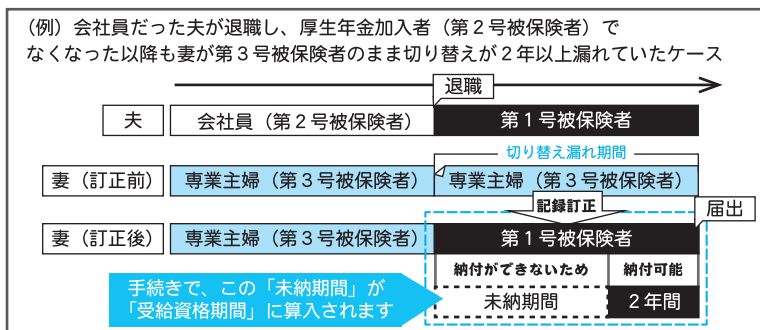 (例)会社員だった夫が退職し、厚生年金加入者(第2号被保険者)で
なくなった以降も妻が第3号被保険者のまま切り替えが2年以上漏れていたケース
退職
夫
会社員(第2号被保険者)
第1号被保険者
切り替え漏れ期間
妻(訂正前)
専業主婦(第3号被保険者)
専業主婦(第3号被保険者)
記録訂正
届出
妻(訂正後)
専業主婦(第3号被保険者)
第1号被保険者
納付ができないため
納付可能
手続きで、この「未納期間」が
「受給資格期間」に算入されます
未納期間
2年間